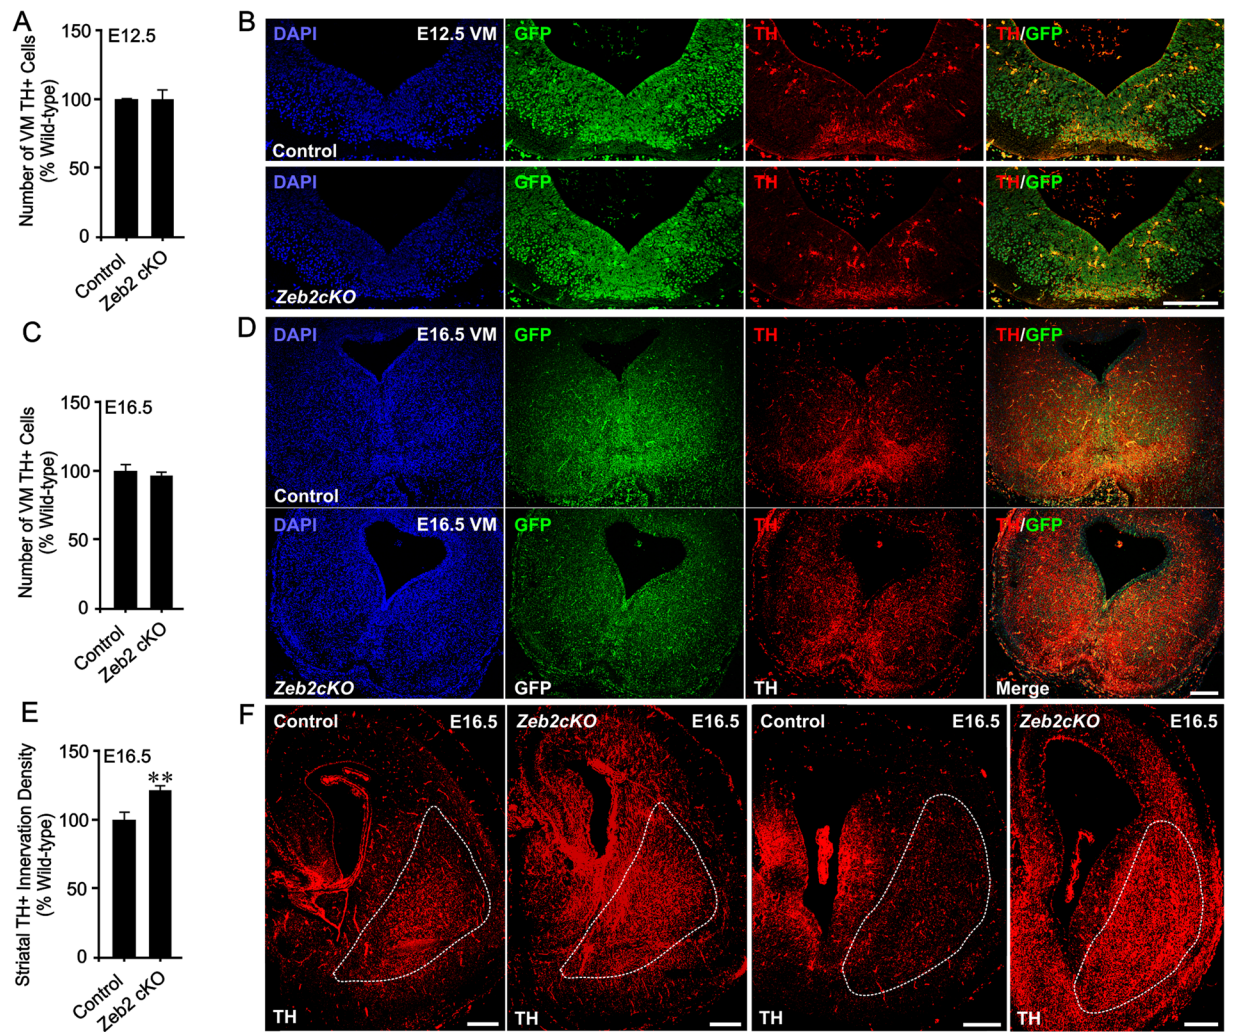 A
Number of VM TH+ Cells
(% Wild-type)
150
100
50
0
E12.5
Control
Zeb2 cKO
B
DAPI
E12.5 VM
GFP
TH
TH/GFP
Control
DAPI
GFP
TH
TH/GFP
Zeb2cKO
C
Number of VM TH+ Cells
(% Wild-type)
150
100
50
0
E16.5
Control
Zeb2 cKO
D
DAPI
E16.5 VM
GFP
TH
TH/GFP
Control
DAPI
E16.5 VM
GFP
TH
TH/GFP
Zeb2cKO
GFP
TH
Merge
E
Striatal TH+ Innervation Density
(% Wild-type)
150
100
50
0
E16.5
**
Control
Zeb2 cKO
F
Control
E16.5
Zeb2cKO
E16.5
Control
E16.5
Zeb2cKO
E16.5
TH
TH
TH
TH